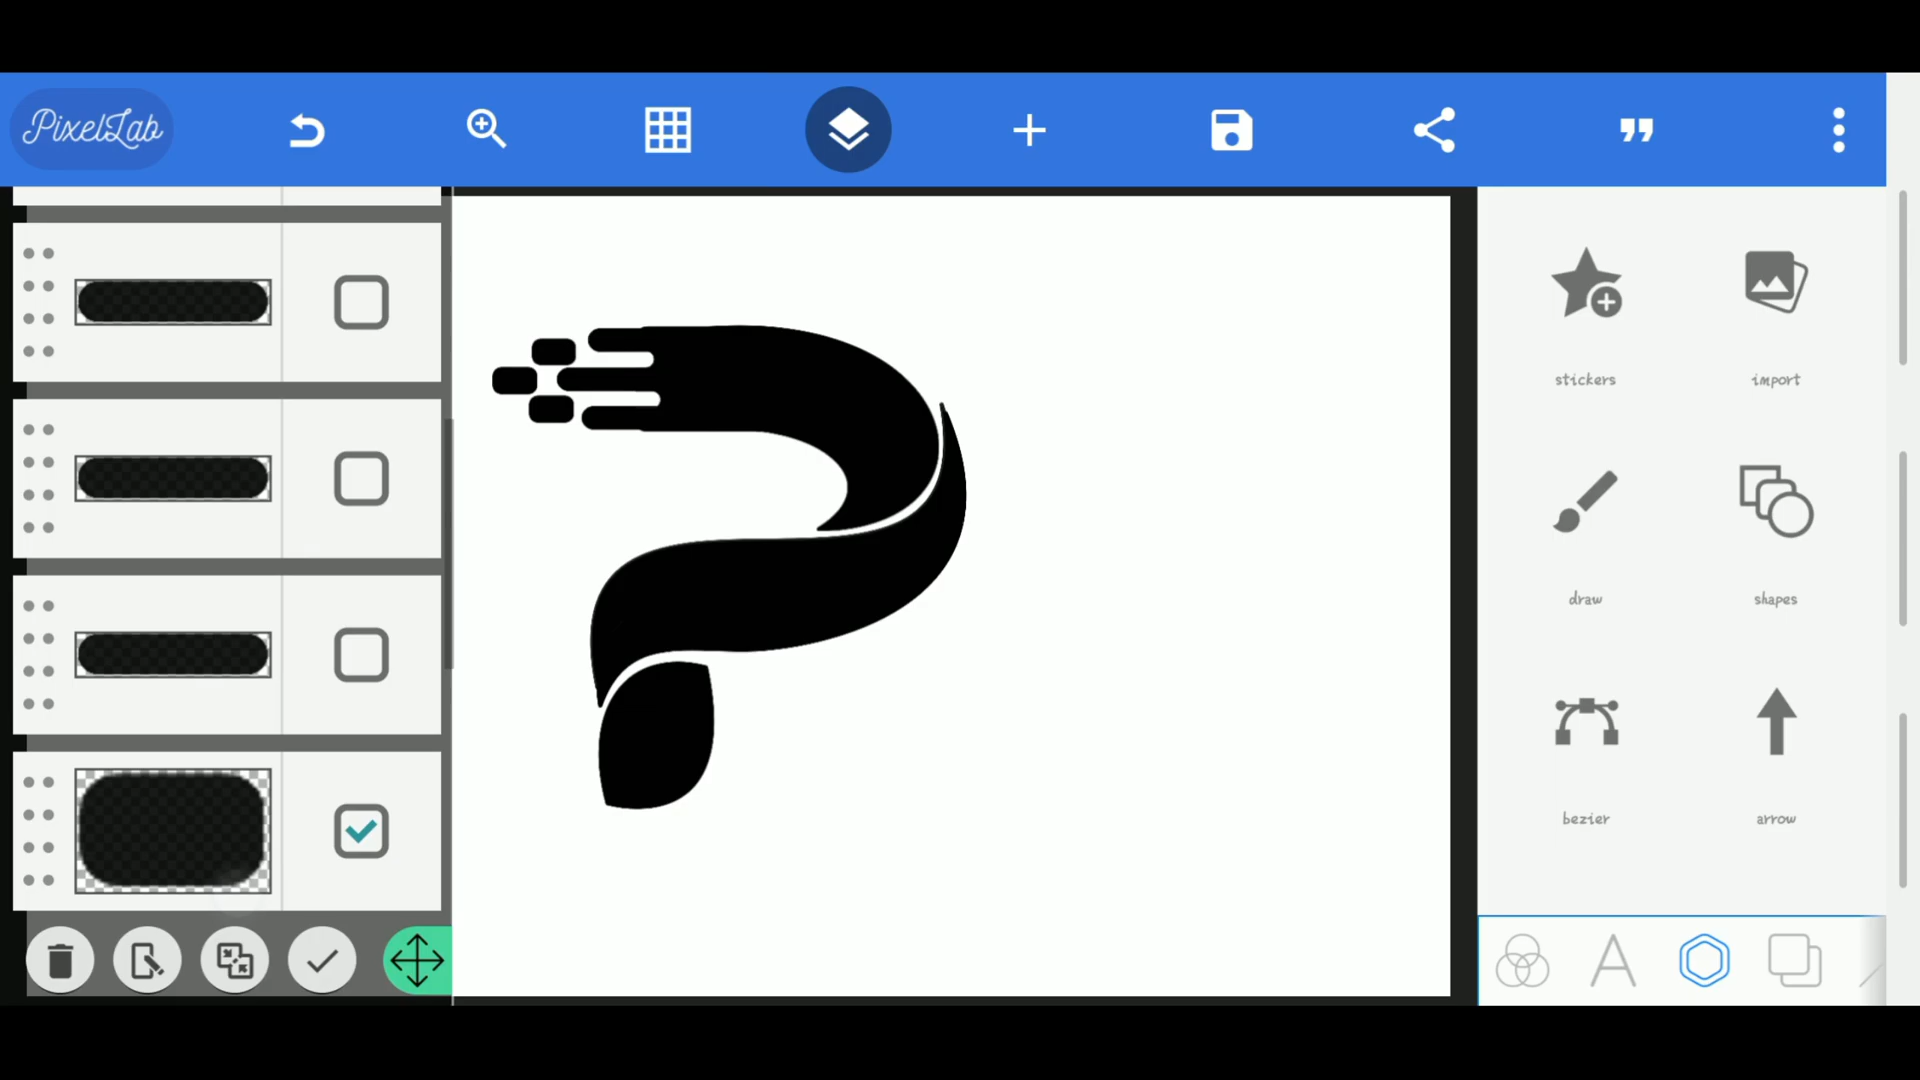 PixelLab
stickers
import
draw
shapes
bezier
arrow